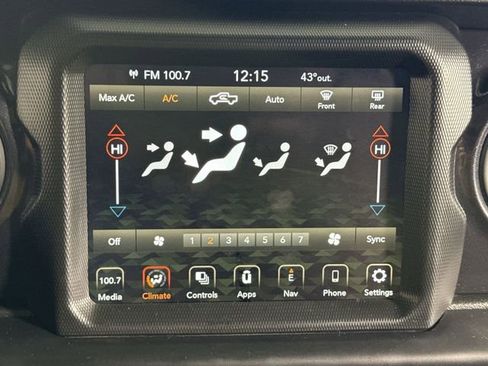 FM 100.7 12:15 43°out.
Max A/C A/C Auto Front Rear
HI HI
Off 1 2 3 4 5 6 7 Sync
100.7 E
Media Climate Controls Apps Nav Phone Settings